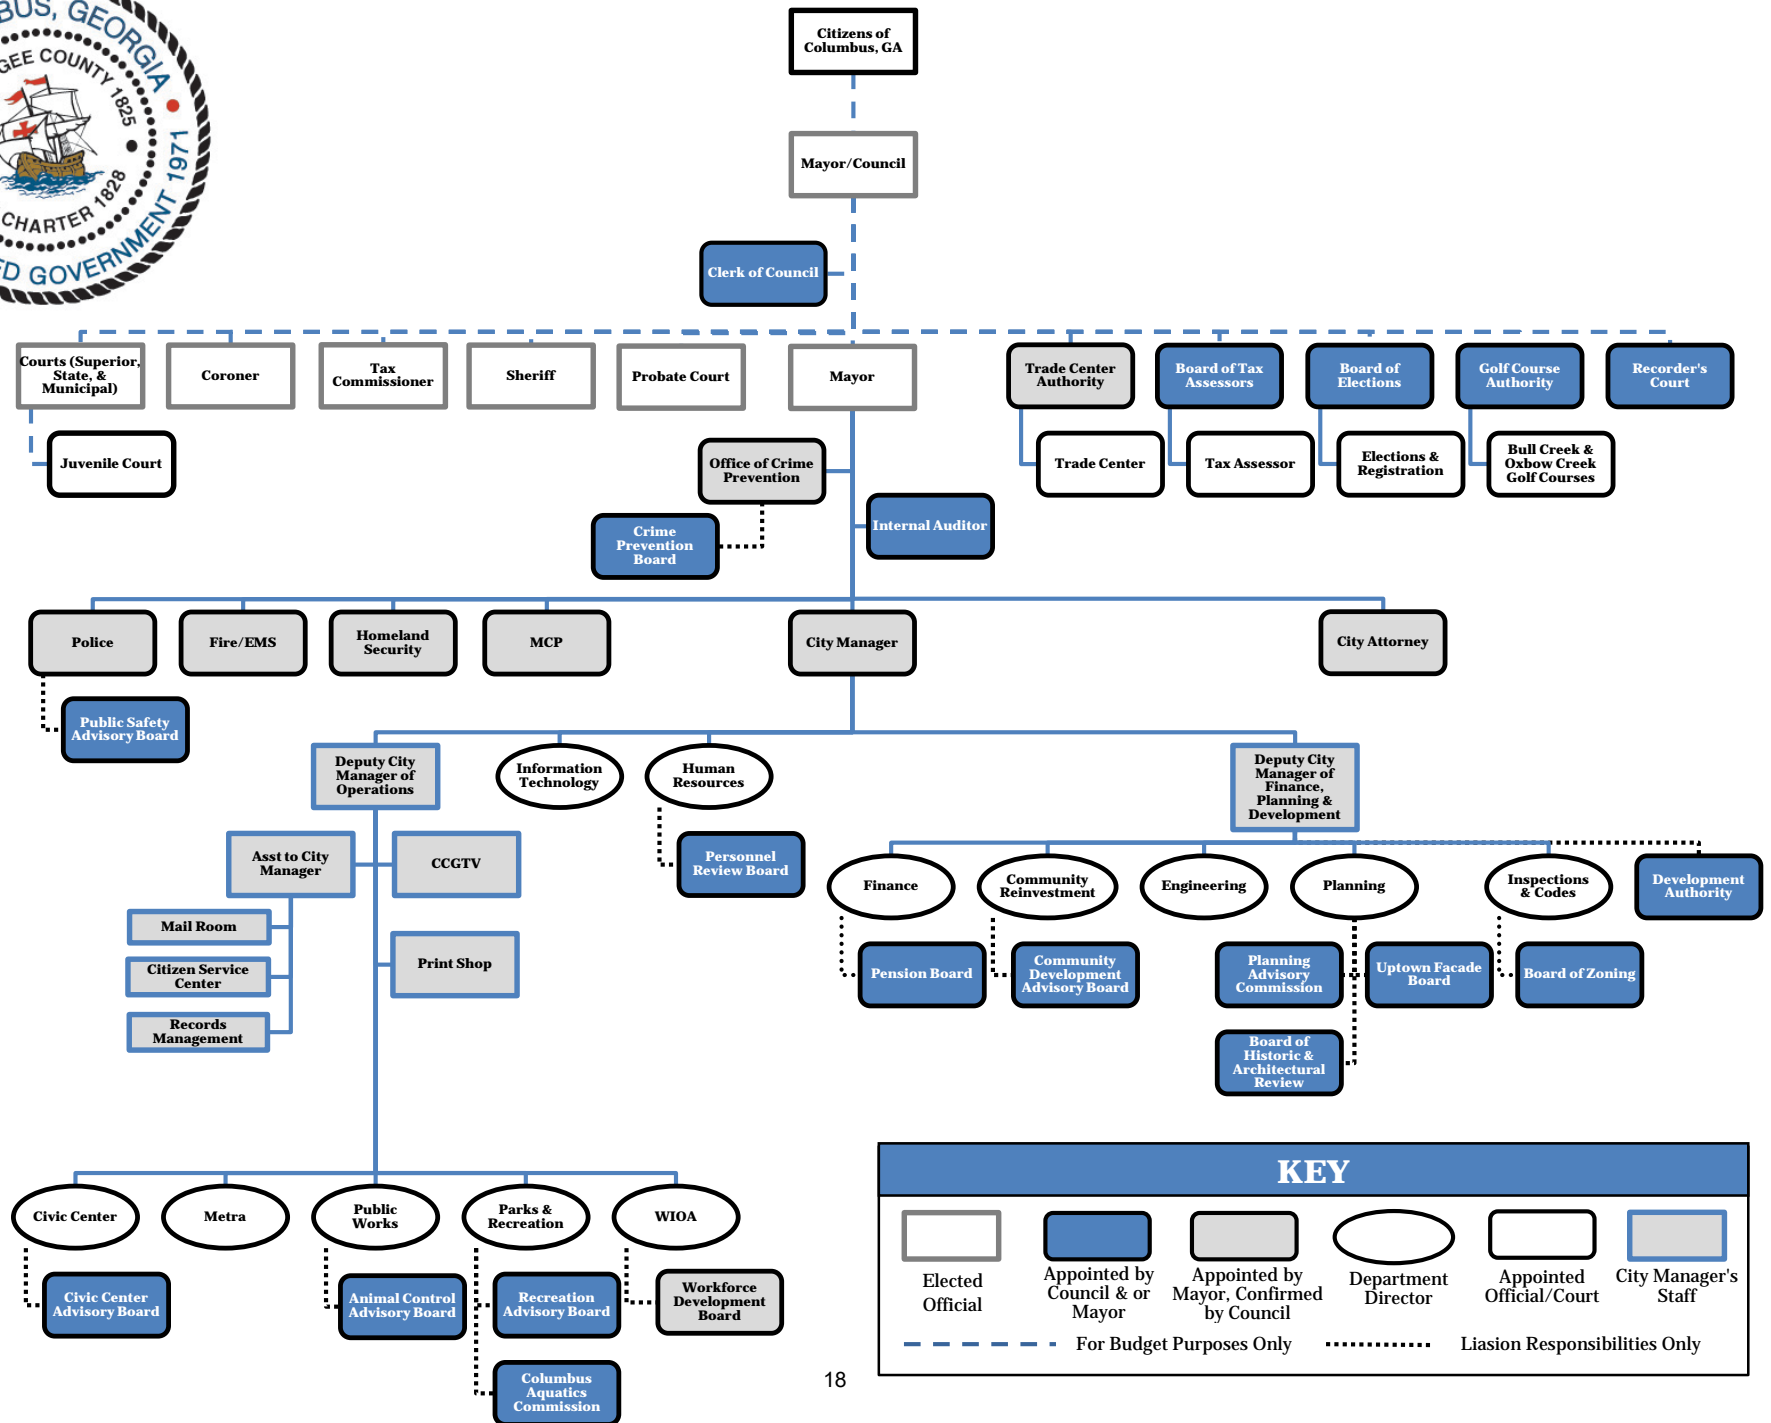 BUS, GEORGIA
GEE COUNTY 1825
CHARTER 1828
ED GOVERNMENT 1971
Citizens of
Columbus, GA
Mayor/Council
Clerk of Council
Courts (Superior,
State, &
Municipal)
Coroner
Tax
Commissioner
Sheriff
Probate Court
Mayor
Trade Center
Authority
Board of Tax
Assessors
Board of
Elections
Golf Course
Authority
Recorder's
Court
Juvenile Court
Office of Crime
Prevention
Trade Center
Tax Assessor
Elections &
Registration
Bull Creek &
Oxbow Creek
Golf Courses
Crime
Prevention
Board
Internal Auditor
Police
Fire/EMS
Homeland
Security
MCP
City Manager
City Attorney
Public Safety
Advisory Board
Deputy City
Manager of
Operations
Information
Technology
Human
Resources
Deputy City
Manager of
Finance,
Planning &
Development
Asst to City
Manager
CCGTV
Personnel
Review Board
Finance
Community
Reinvestment
Engineering
Planning
Inspections
& Codes
Development
Authority
Mail Room
Citizen Service
Center
Records
Management
Print Shop
Pension Board
Community
Development
Advisory Board
Planning
Advisory
Commission
Uptown Facade
Board
Board of Zoning
Board of
Historic &
Architectural
Review
Civic Center
Metra
Public
Works
Parks &
Recreation
WIOA
Civic Center
Advisory Board
Animal Control
Advisory Board
Recreation
Advisory Board
Workforce
Development
Board
Columbus
Aquatics
Commission
KEY
Elected
Official
Appointed by
Council & or
Mayor
Appointed by
Mayor, Confirmed
by Council
Department
Director
Appointed
Official/Court
City Manager's
Staff
For Budget Purposes Only
Liasion Responsibilities Only
18